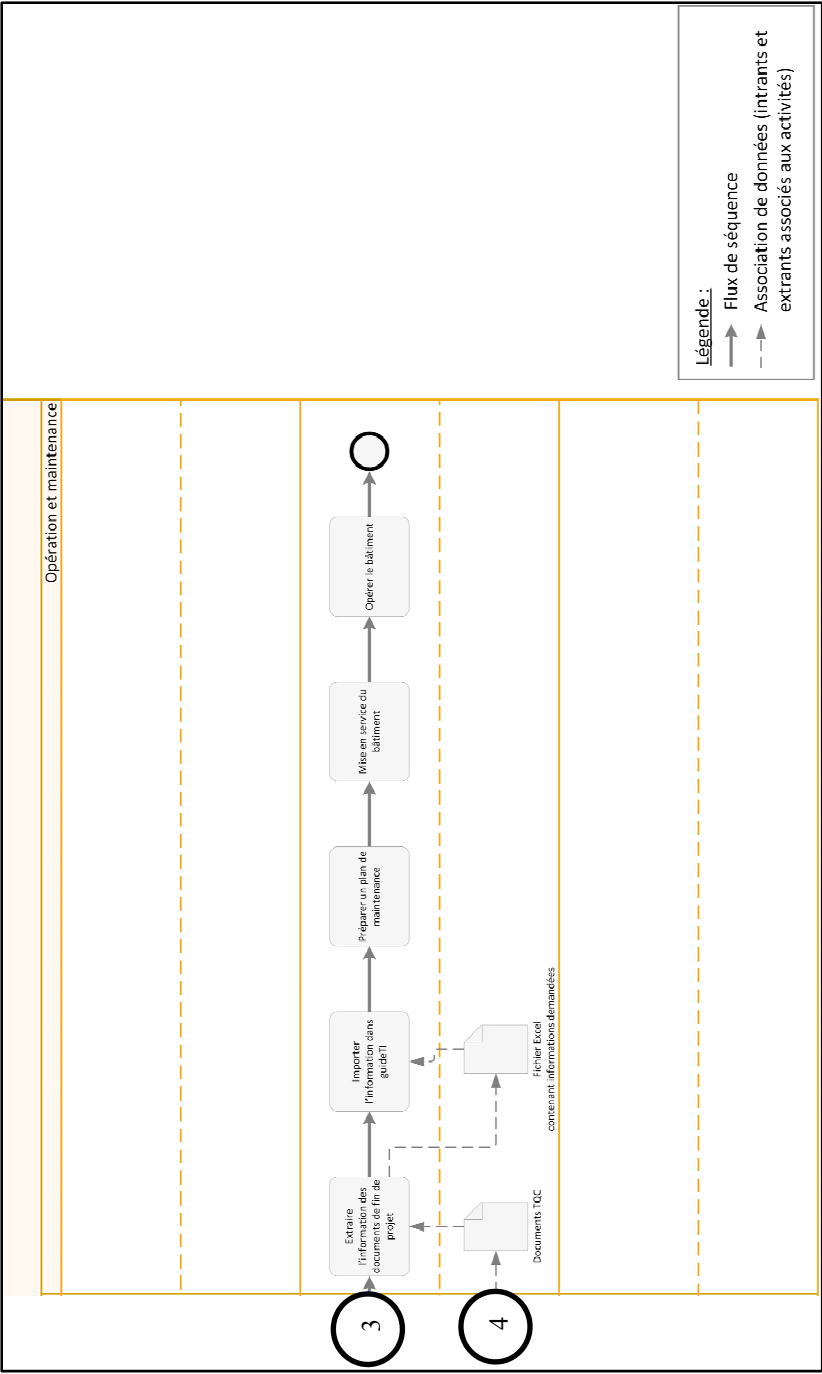 Opération et maintenance
3
Extraire
l'information des
documents de fin de
projet
Importer
l'information dans
guideTI
Préparer un plan de
maintenance
Mise en service du
bâtiment
Opérer le bâtiment
4
Documents TQC
Fichier Excel
contenant informations demandées
Légende :
Flux de séquence
Association de données (intrants et
extrants associés aux activités)